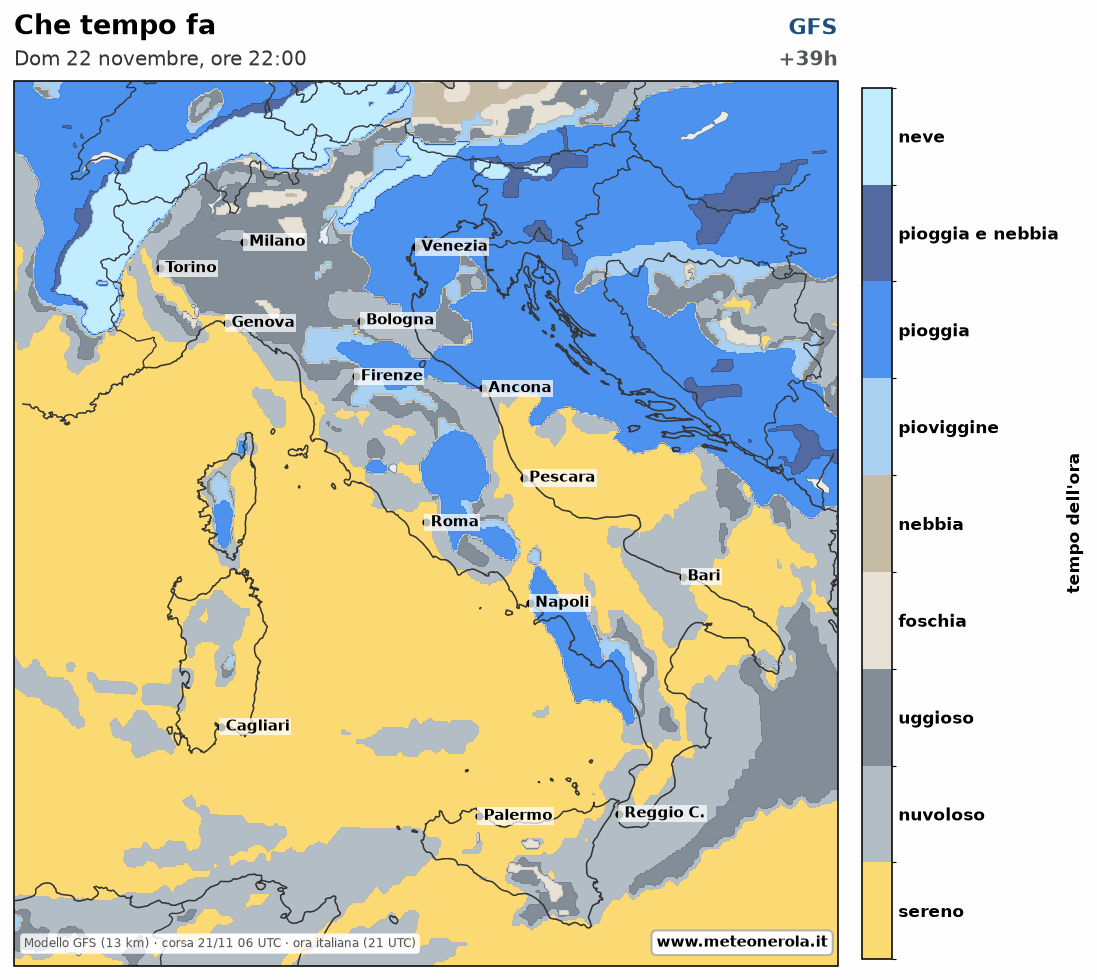 Che tempo fa
GFS
Dom 22 novembre, ore 22:00
+39h
Milano
Venezia
Torino
Genova
Bologna
Firenze
Ancona
Pescara
Roma
Bari
Napoli
Cagliari
Palermo
Reggio C.
Modello GFS (13 km) · corsa 21/11 06 UTC · ora italiana (21 UTC)
www.meteonerola.it
neve
pioggia e nebbia
pioggia
pioviggine
nebbia
foschia
uggioso
nuvoloso
sereno
tempo dell'ora